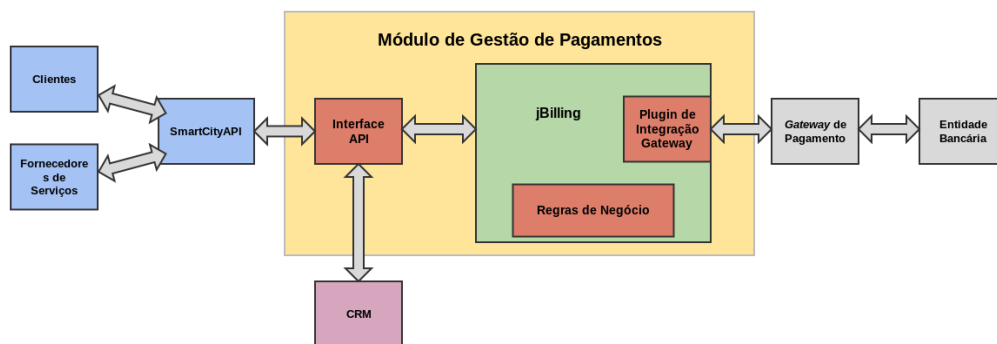 Módulo de Gestão de Pagamentos
Clientes
SmartCityAPI
Fornecedore
s de
Serviços
Interface
API
jBilling
Plugin de
Integração
Gateway
Regras de Negócio
Gateway de
Pagamento
Entidade
Bancária
CRM